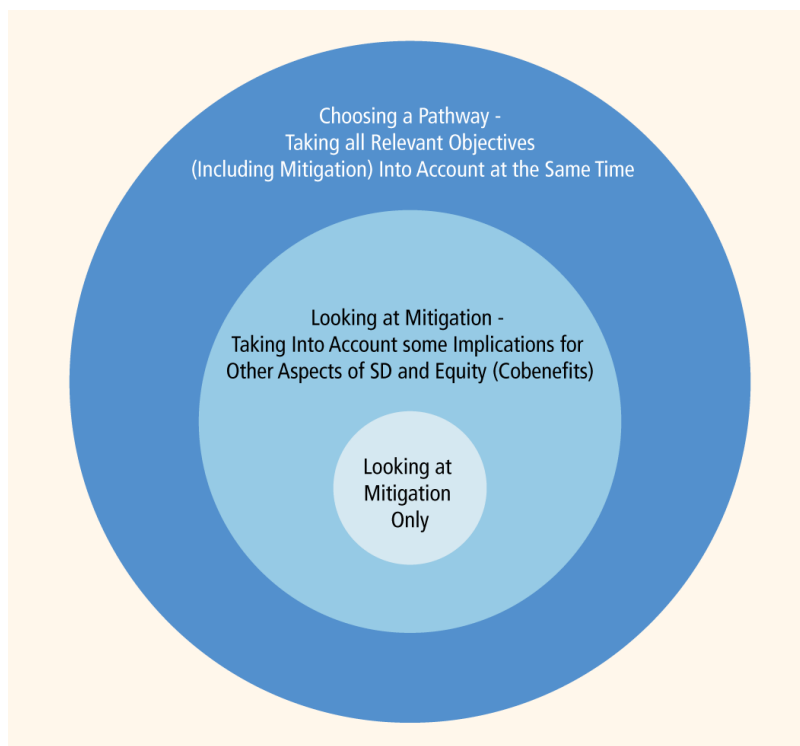 Choosing a Pathway -
Taking all Relevant Objectives
(Including Mitigation) Into Account at the Same Time
Looking at Mitigation -
Taking Into Account some Implications for
Other Aspects of SD and Equity (Cobenefits)
Looking at
Mitigation
Only